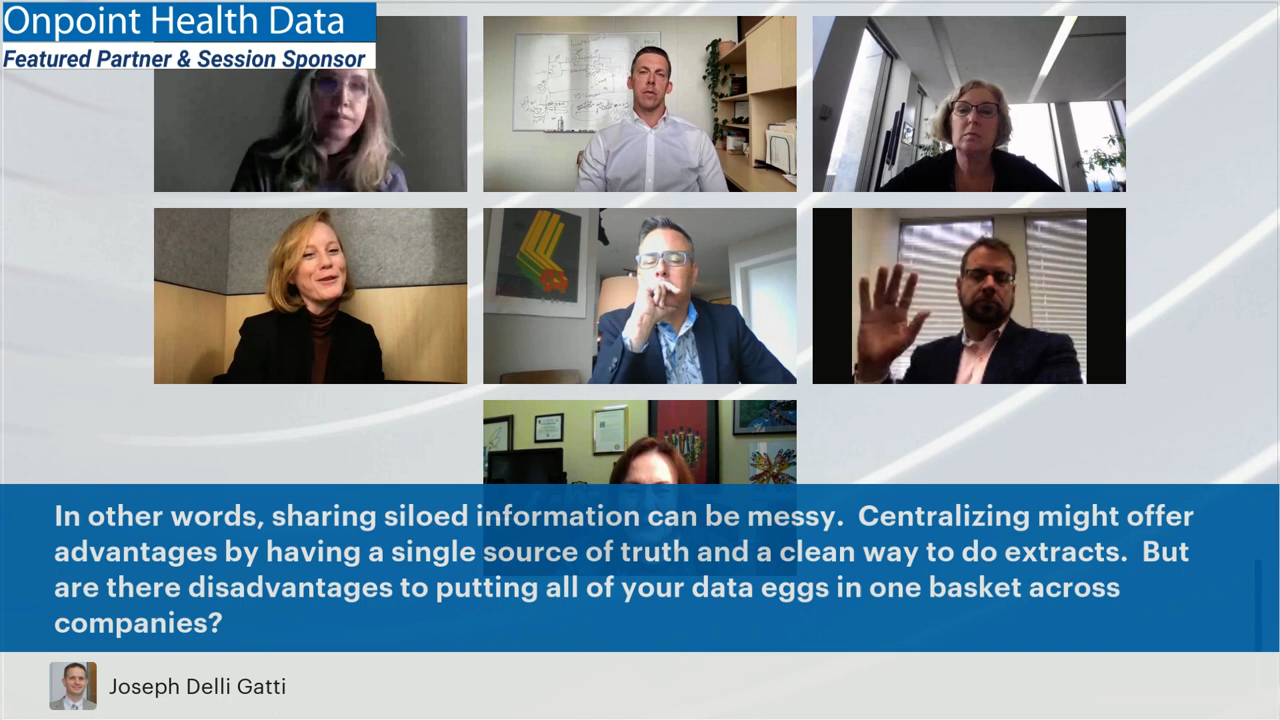 Onpoint Health Data
Featured Partner & Session Sponsor
In other words, sharing siloed information can be messy.  Centralizing might offer
advantages by having a single source of truth and a clean way to do extracts.  But
are there disadvantages to putting all of your data eggs in one basket across
companies?
Joseph Delli Gatti